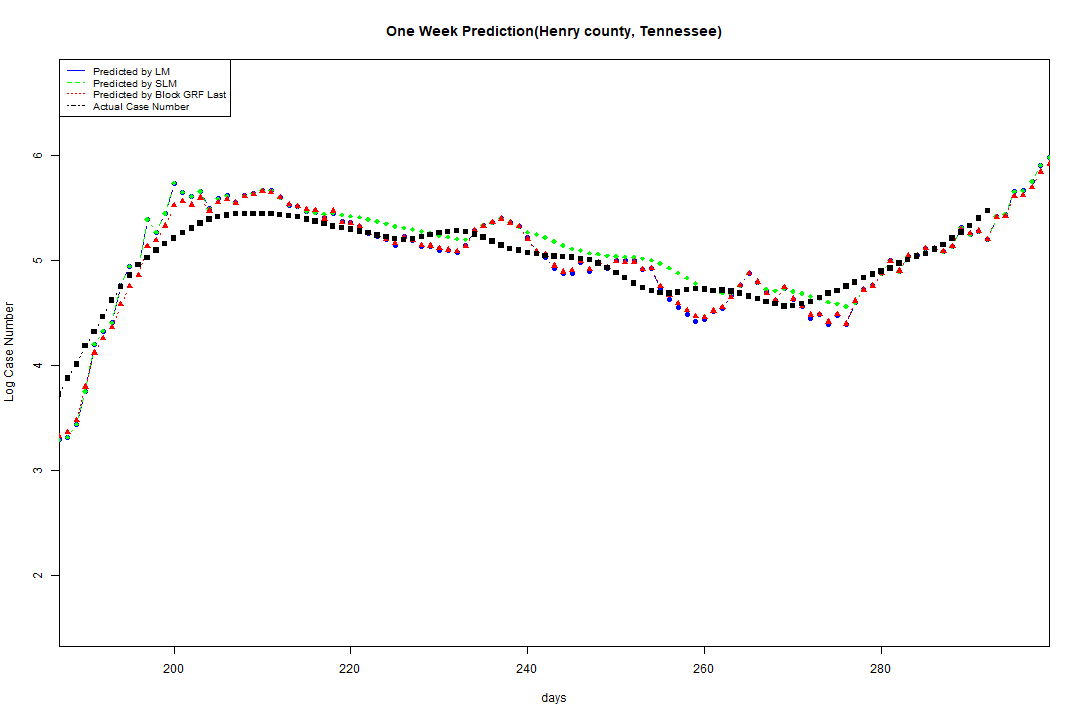 One Week Prediction(Henry county, Tennessee)
Predicted by LM
Predicted by SLM
Predicted by Block GRF Last
Actual Case Number
6
5
4
3
2
Log Case Number
200 220 240 260 280
days